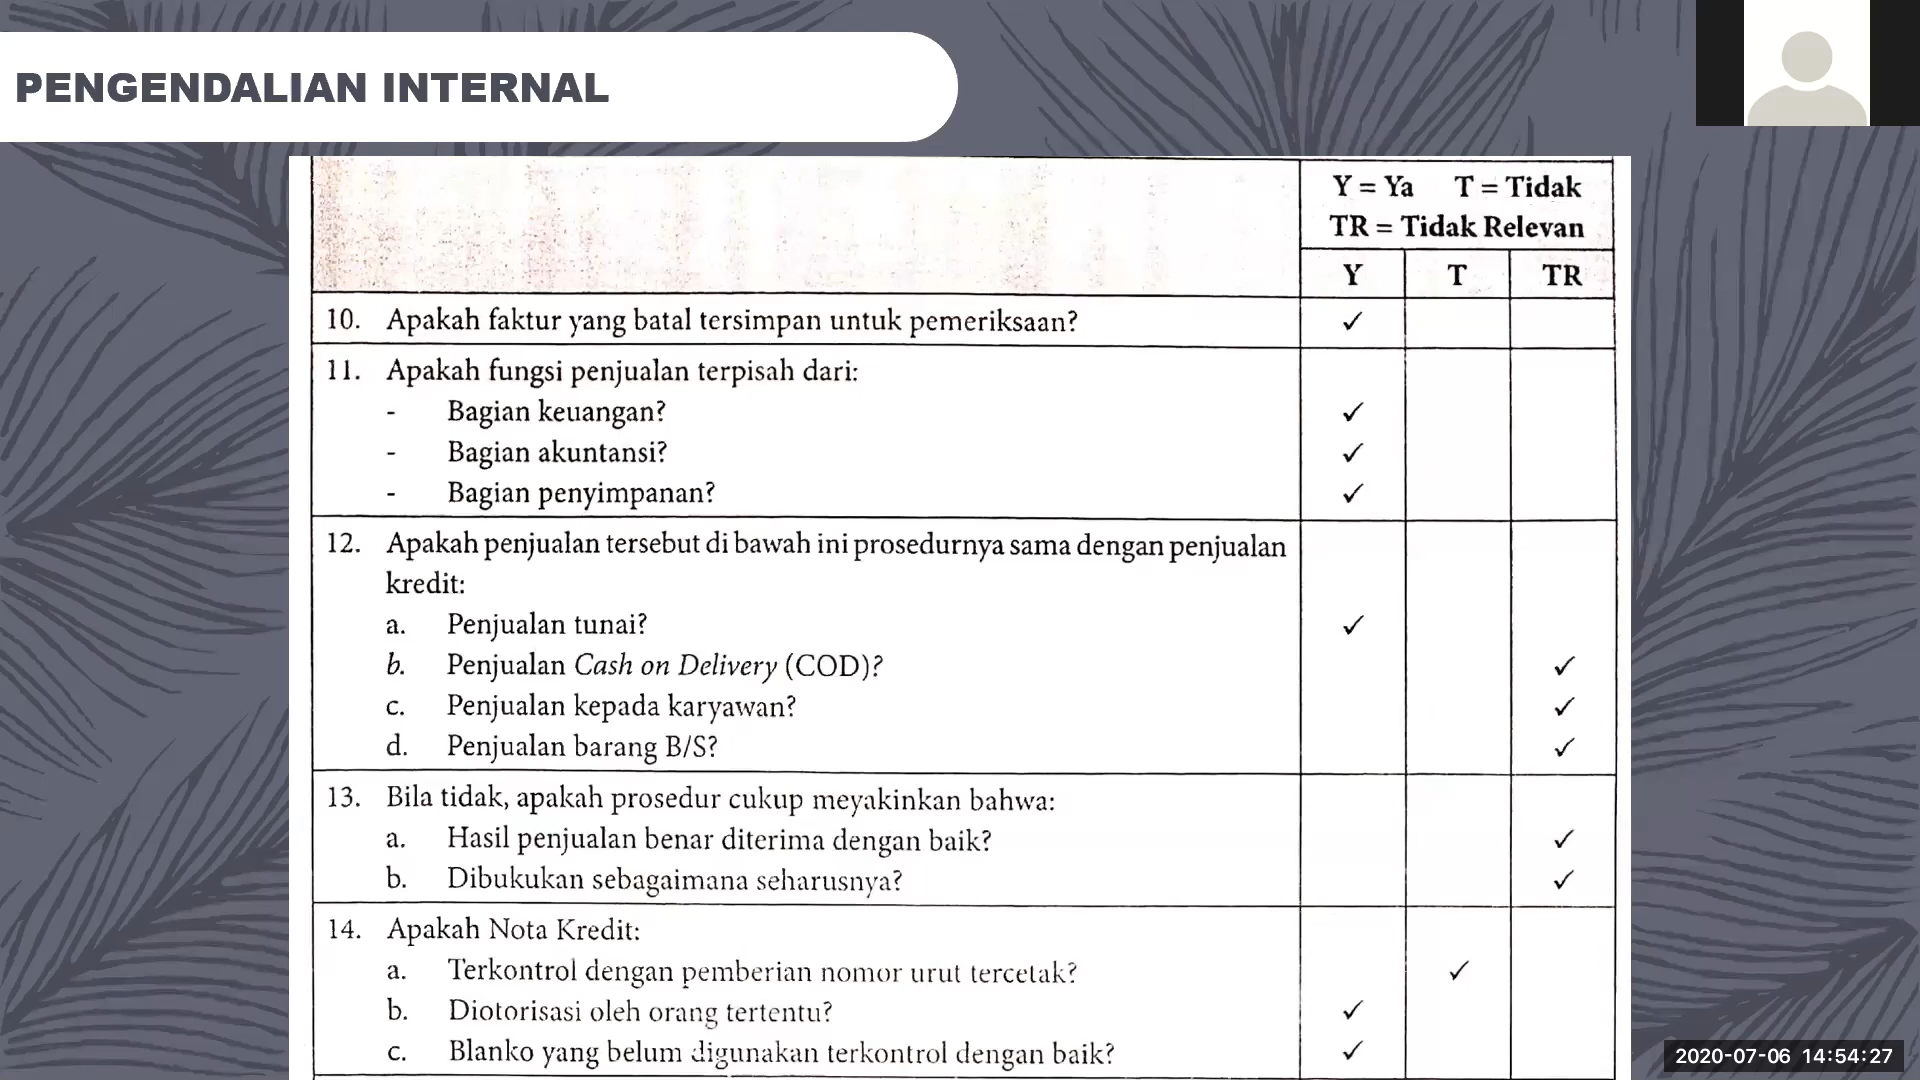 PENGENDALIAN INTERNAL
Y = Ya T = Tidak
TR = Tidak Relevan
Y T TR
10. Apakah faktur yang batal tersimpan untuk pemeriksaan? ✓
11. Apakah fungsi penjualan terpisah dari:
- Bagian keuangan? ✓
- Bagian akuntansi? ✓
- Bagian penyimpanan? ✓
12. Apakah penjualan tersebut di bawah ini prosedurnya sama dengan penjualan
kredit:
a. Penjualan tunai? ✓
b. Penjualan Cash on Delivery (COD)? ✓
c. Penjualan kepada karyawan? ✓
d. Penjualan barang B/S? ✓
13. Bila tidak, apakah prosedur cukup meyakinkan bahwa:
a. Hasil penjualan benar diterima dengan baik? ✓
b. Dibukukan sebagaimana seharusnya? ✓
14. Apakah Nota Kredit:
a. Terkontrol dengan pemberian nomor urut tercetak? ✓
b. Diotorisasi oleh orang tertentu? ✓
c. Blanko yang belum digunakan terkontrol dengan baik? ✓
2020-07-06 14:54:27